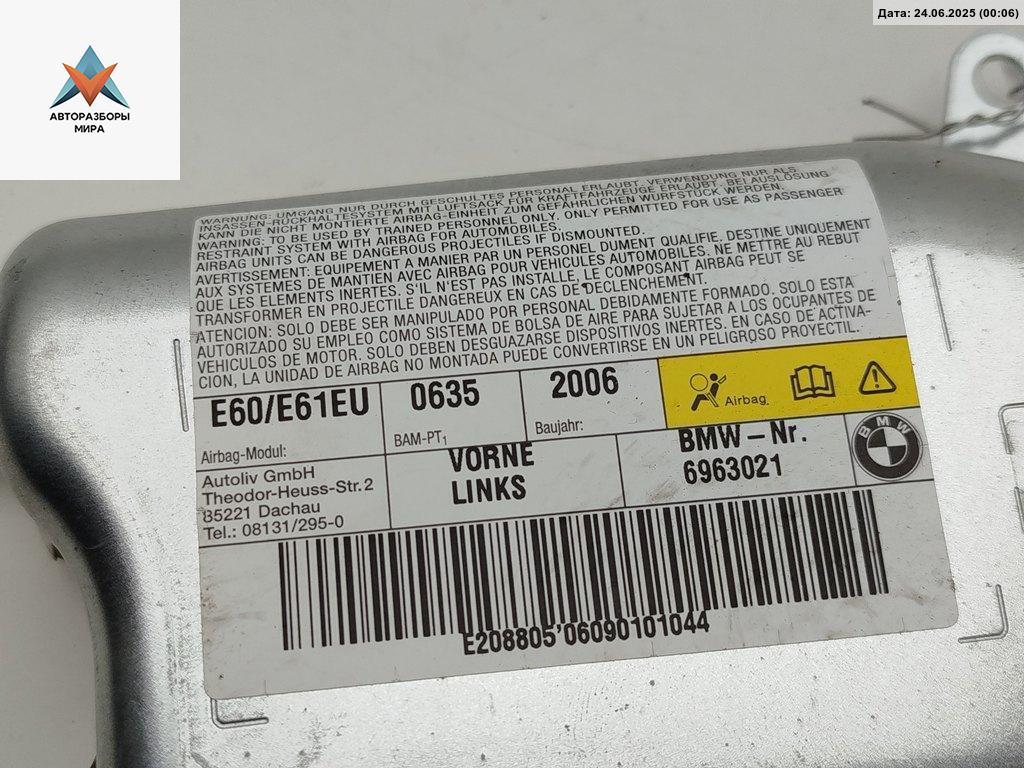 Дата: 24.06.2025 (00:06)
АВТОРАЗБОРЫ
МИРА
WARNUNG: UMGANG NUR DURCH GESCHULTES PERSONAL ERLAUBT. VERWENDUNG NUR ALS
INSASSEN-RÜCKHALTESYSTEM MIT LUFTSACK FÜR KRAFTFAHRZEUGE ERLAUBT. BEI AUSLÖSUNG
KANN DIE NICHT MONTIERTE AIRBAG-EINHEIT ZUM GEFÄHRLICHEN WURFSTÜCK WERDEN.
WARNING: TO BE USED BY TRAINED PERSONNEL ONLY. ONLY PERMITTED FOR USE AS PASSENGER
RESTRAINT SYSTEM WITH AIRBAG FOR AUTOMOBILES.
AIRBAG UNITS CAN BE DANGEROUS PROJECTILES IF DISMOUNTED.
AVERTISSEMENT: EQUIPEMENT A MANIER PAR UN PERSONEL DUMENT QUALIFIE. DESTINE UNIQUEMENT
AUX SYSTEMES DE MAINTIEN AVEC AIRBAG POUR VEHICULES AUTOMOBILES. NE METTRE AU REBUT
QUE LES ELEMENTS INERTES. S'IL N'EST PAS INSTALLE, LE COMPOSANT AIRBAG PEUT SE
TRANSFORMER EN PROJECTILE DANGEREUX EN CAS DE DECLENCHEMENT.
ATENCION: SOLO DEBE SER MANIPULADO POR PERSONAL DEBIDAMENTE FORMADO. SOLO ESTA
AUTORIZADO SU EMPLEO COMO SISTEMA DE BOLSA DE AIRE PARA SUJETAR A LOS OCUPANTES DE
VEHICULOS DE MOTOR. SOLO DEBEN DESGUAZARSE DISPOSITIVOS INERTES. EN CASO DE ACTIVA-
CION, LA UNIDAD DE AIRBAG NO MONTADA PUEDE CONVERTIRSE EN UN PELIGROSO PROYECTIL.
E60/E61EU
Airbag-Modul:
0635
BAM-PT1
2006
Baujahr:
Airbag
Autoliv GmbH
Theodor-Heuss-Str. 2
85221 Dachau
Tel.: 08131/295-0
VORNE
LINKS
BMW-Nr.
6963021
BMW
E208805'06090101044